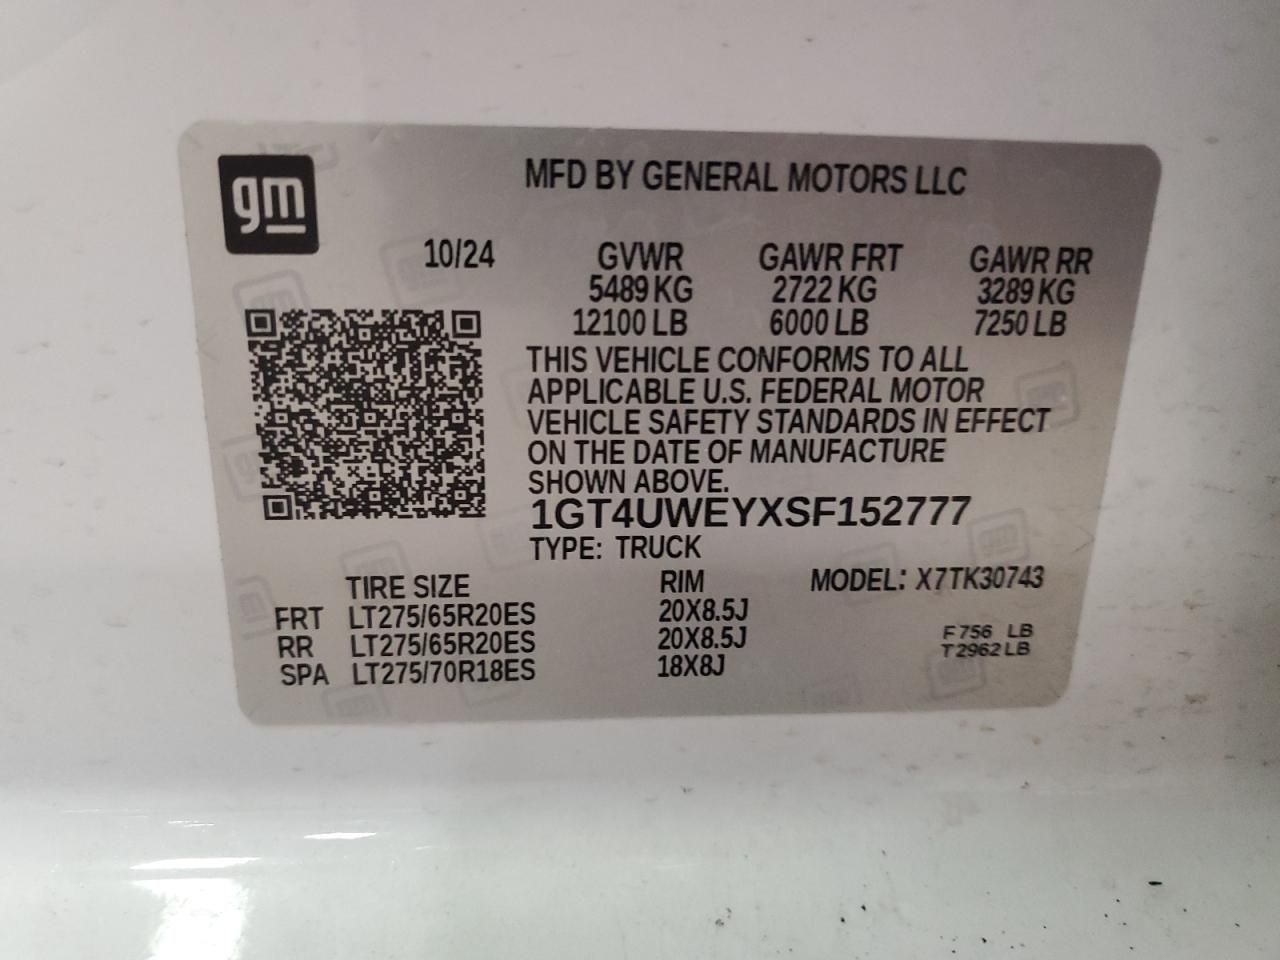 gm
MFD BY GENERAL MOTORS LLC
10/24 GVWR GAWR FRT GAWR RR
5489 KG 2722 KG 3289 KG
12100 LB 6000 LB 7250 LB
THIS VEHICLE CONFORMS TO ALL
APPLICABLE U.S. FEDERAL MOTOR
VEHICLE SAFETY STANDARDS IN EFFECT
ON THE DATE OF MANUFACTURE
SHOWN ABOVE.
1GT4UWEYXSF152777
TYPE: TRUCK
TIRE SIZE RIM MODEL: X7TK30743
FRT LT275/65R20ES 20X8.5J
RR LT275/65R20ES 20X8.5J
SPA LT275/70R18ES 18X8J
F 756 LB
T 2962 LB